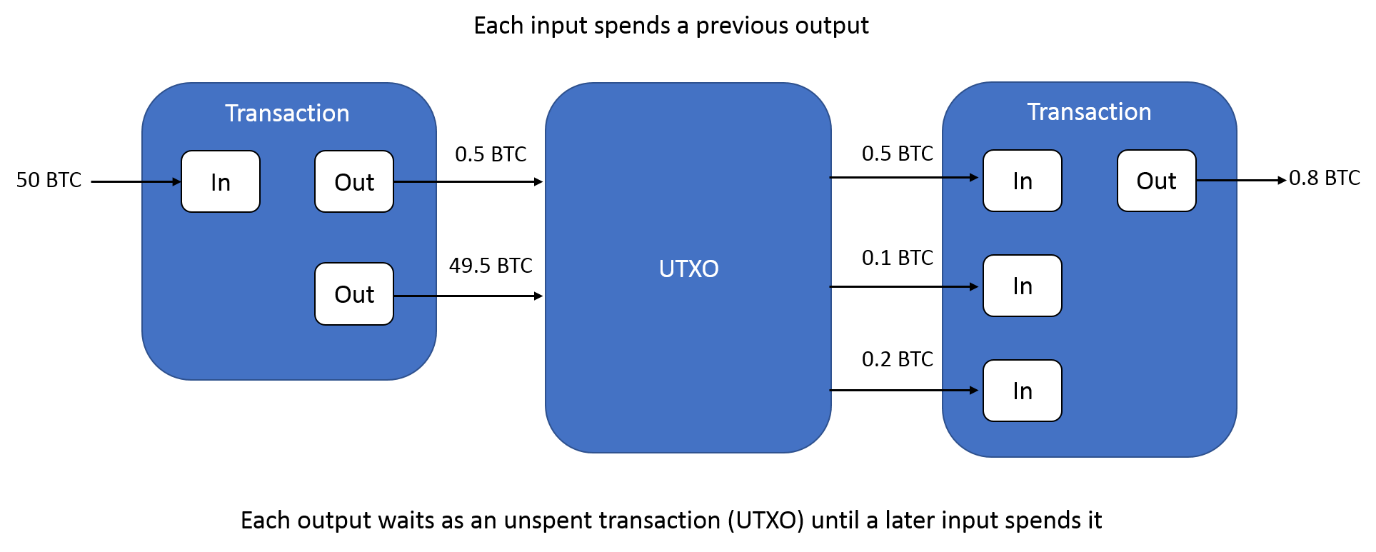 Each input spends a previous output
Transaction
Transaction
50 BTC
In
Out
0.5 BTC
0.5 BTC
In
Out
0.8 BTC
Out
49.5 BTC
UTXO
0.1 BTC
In
0.2 BTC
In
Each output waits as an unspent transaction (UTXO) until a later input spends it